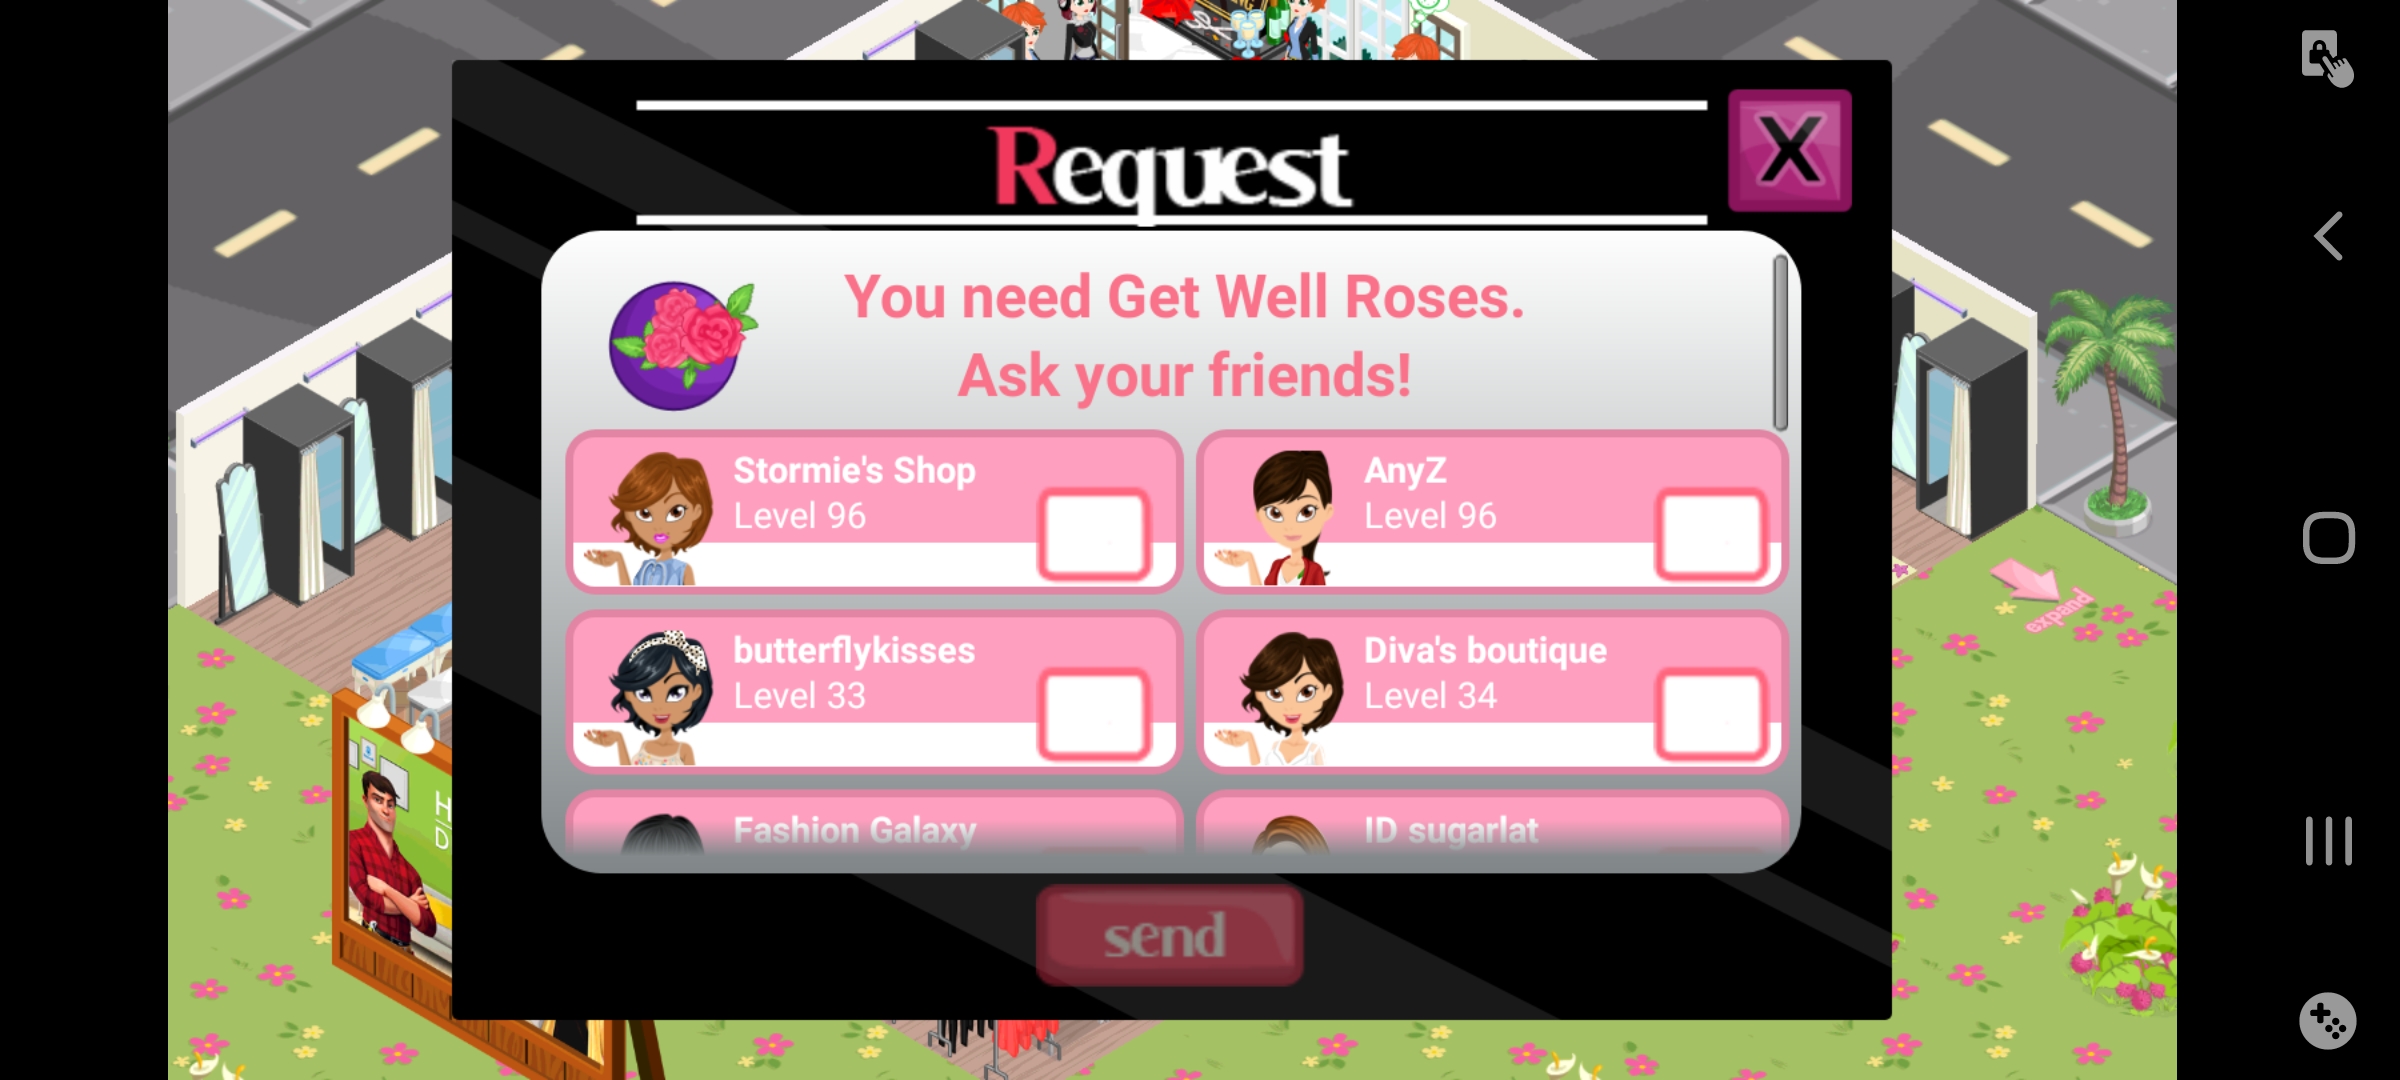 Request
X
You need Get Well Roses.
Ask your friends!
Stormie's Shop
Level 96
AnyZ
Level 96
butterflykisses
Level 33
Diva's boutique
Level 34
Fashion Galaxy
ID sugarlat
send
expand
H
D